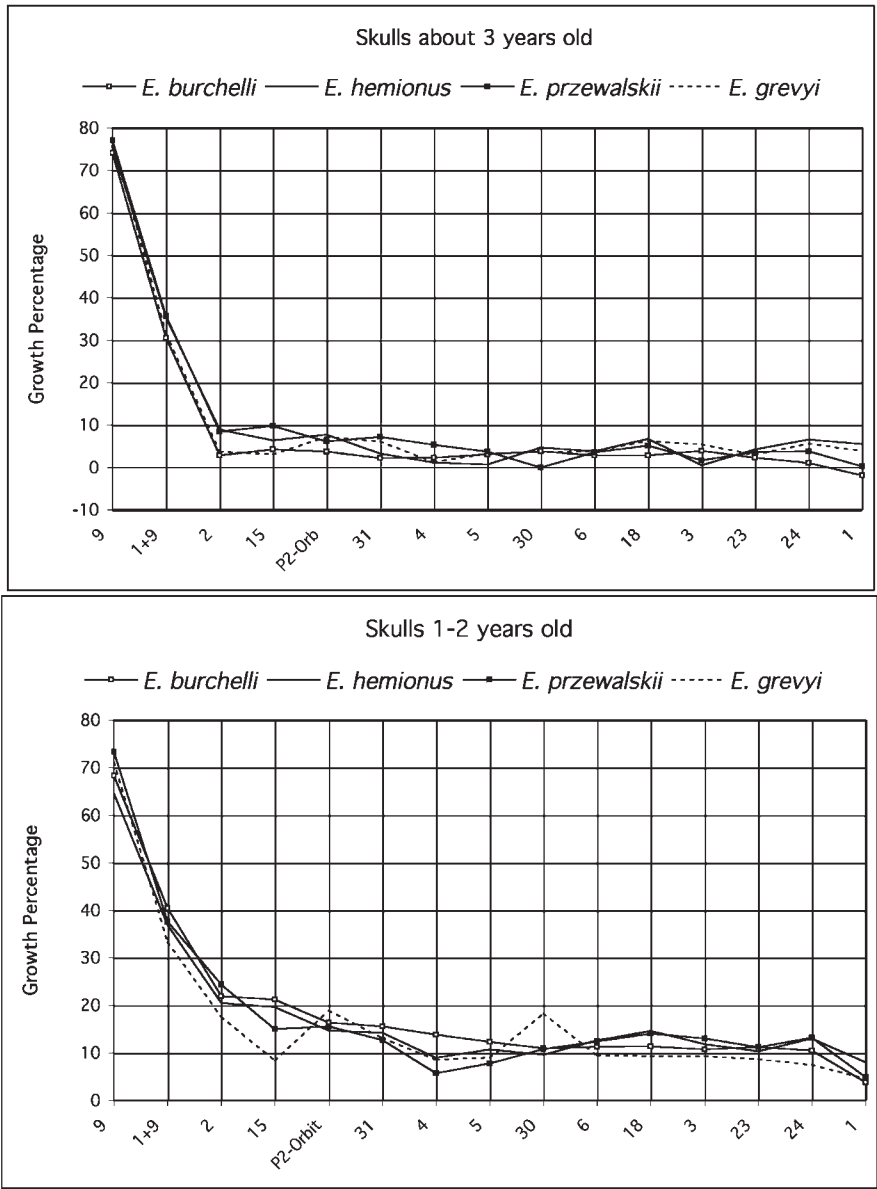 Skulls about 3 years old
E. burchelli E. hemionus E. przewalskii E. grevyi
80
70
60
50
40
30
20
10
0
-10
Growth Percentage
9 1+9 2 15 P2-Orb 31 4 5 30 6 18 3 23 24 1
Skulls 1-2 years old
E. burchelli E. hemionus E. przewalskii E. grevyi
80
70
60
50
40
30
20
10
0
Growth Percentage
9 1+9 2 15 P2-Orbit 31 4 5 30 6 18 3 23 24 1